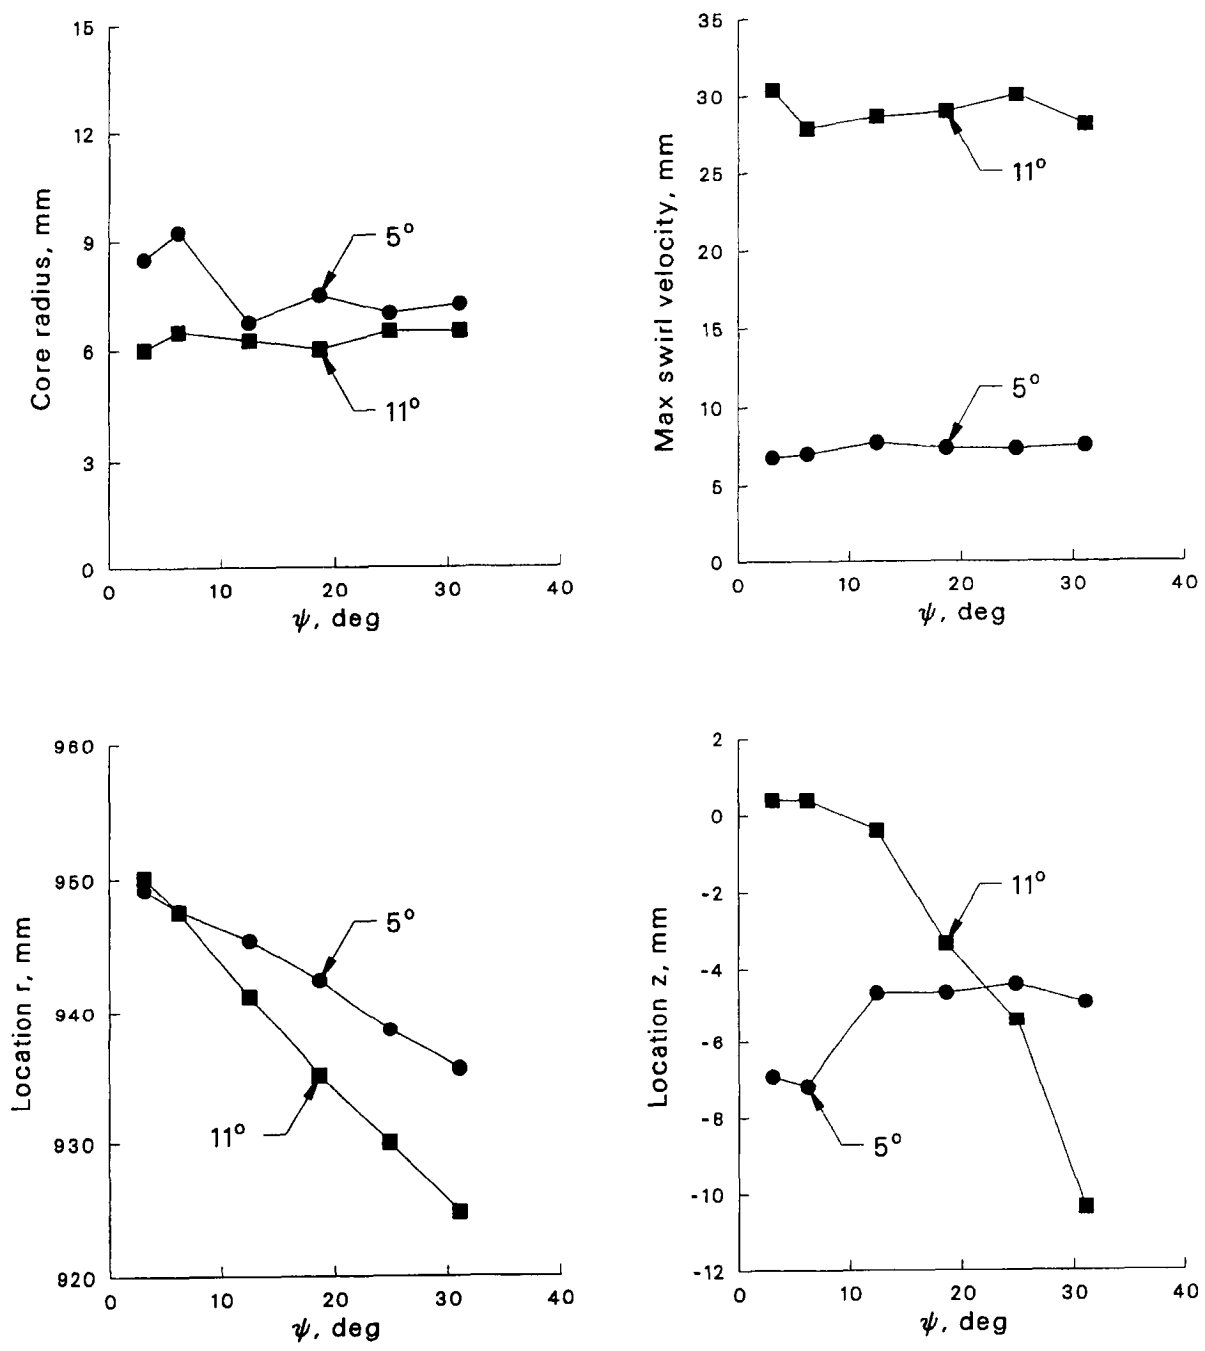 15
12
9
6
3
0
Core radius, mm
5°
11°
0 10 20 30 40
ψ, deg
35
30
25
20
15
10
5
0
Max swirl velocity, mm
11°
5°
0 10 20 30 40
ψ, deg
960
950
940
930
920
Location r, mm
5°
11°
0 10 20 30 40
ψ, deg
2
0
-2
-4
-6
-8
-10
-12
Location z, mm
11°
5°
0 10 20 30 40
ψ, deg